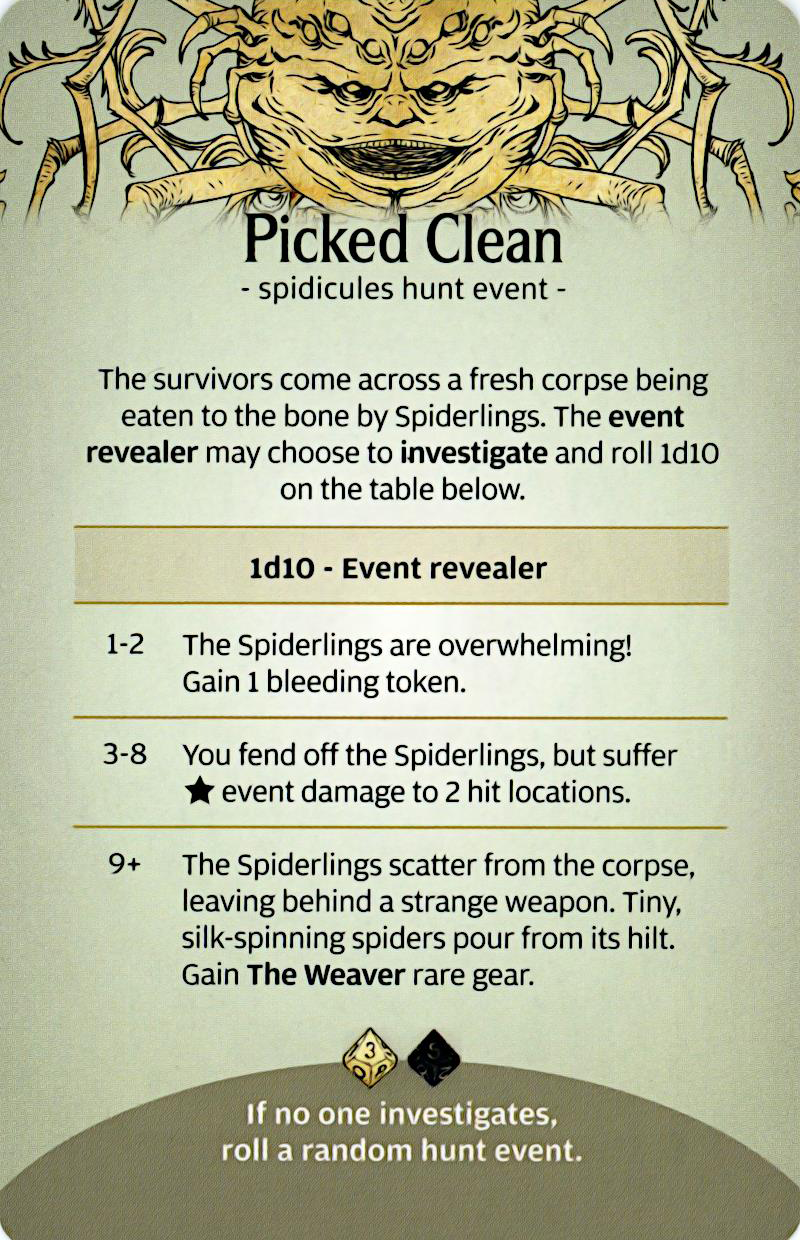 Picked Clean
- spidicules hunt event -
The survivors come across a fresh corpse being
eaten to the bone by Spiderlings. The event
revealer may choose to investigate and roll 1d10
on the table below.
1d10 - Event revealer
1-2 The Spiderlings are overwhelming!
Gain 1 bleeding token.
3-8 You fend off the Spiderlings, but suffer
★ event damage to 2 hit locations.
9+ The Spiderlings scatter from the corpse,
leaving behind a strange weapon. Tiny,
silk-spinning spiders pour from its hilt.
Gain The Weaver rare gear.
3
If no one investigates,
roll a random hunt event.